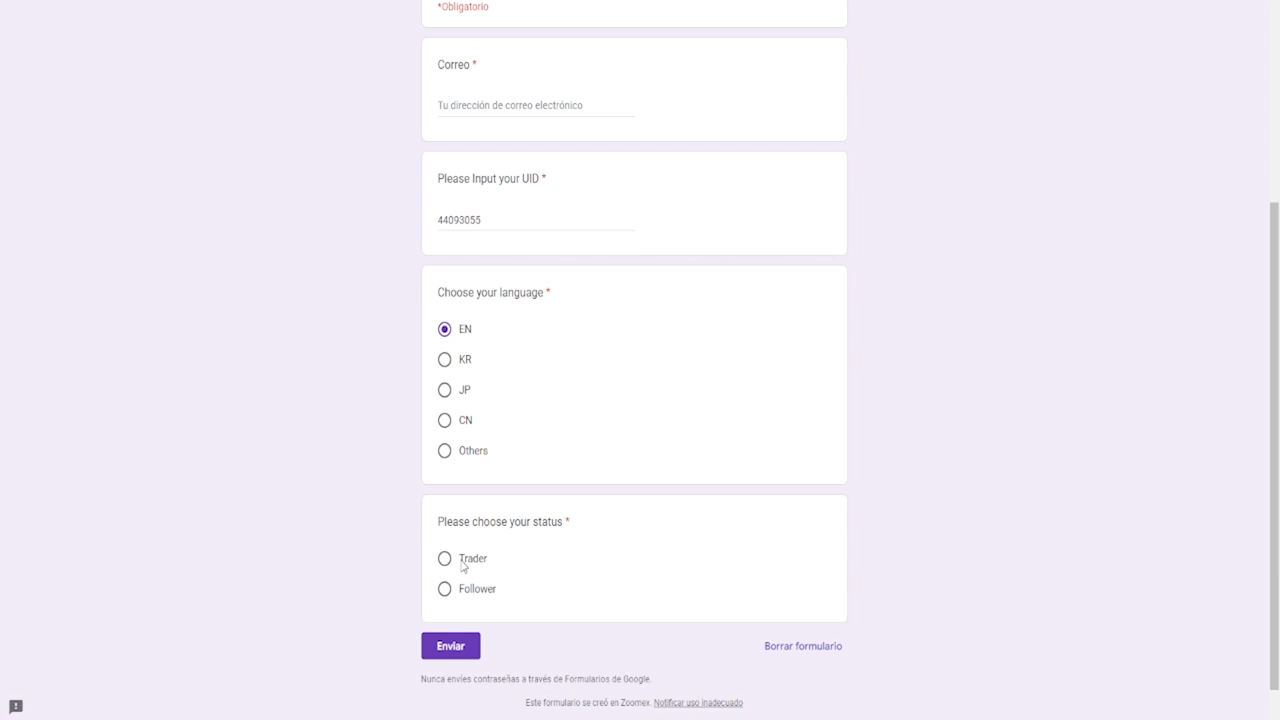 *Obligatorio
Correo *
Tu dirección de correo electrónico
Please Input your UID *
44093055
Choose your language *
EN
KR
JP
CN
Others
Please choose your status *
Trader
Follower
Enviar
Borrar formulario
Nunca envíes contraseñas a través de Formularios de Google.
Este formulario se creó en Zoomex. Notificar uso inadecuado